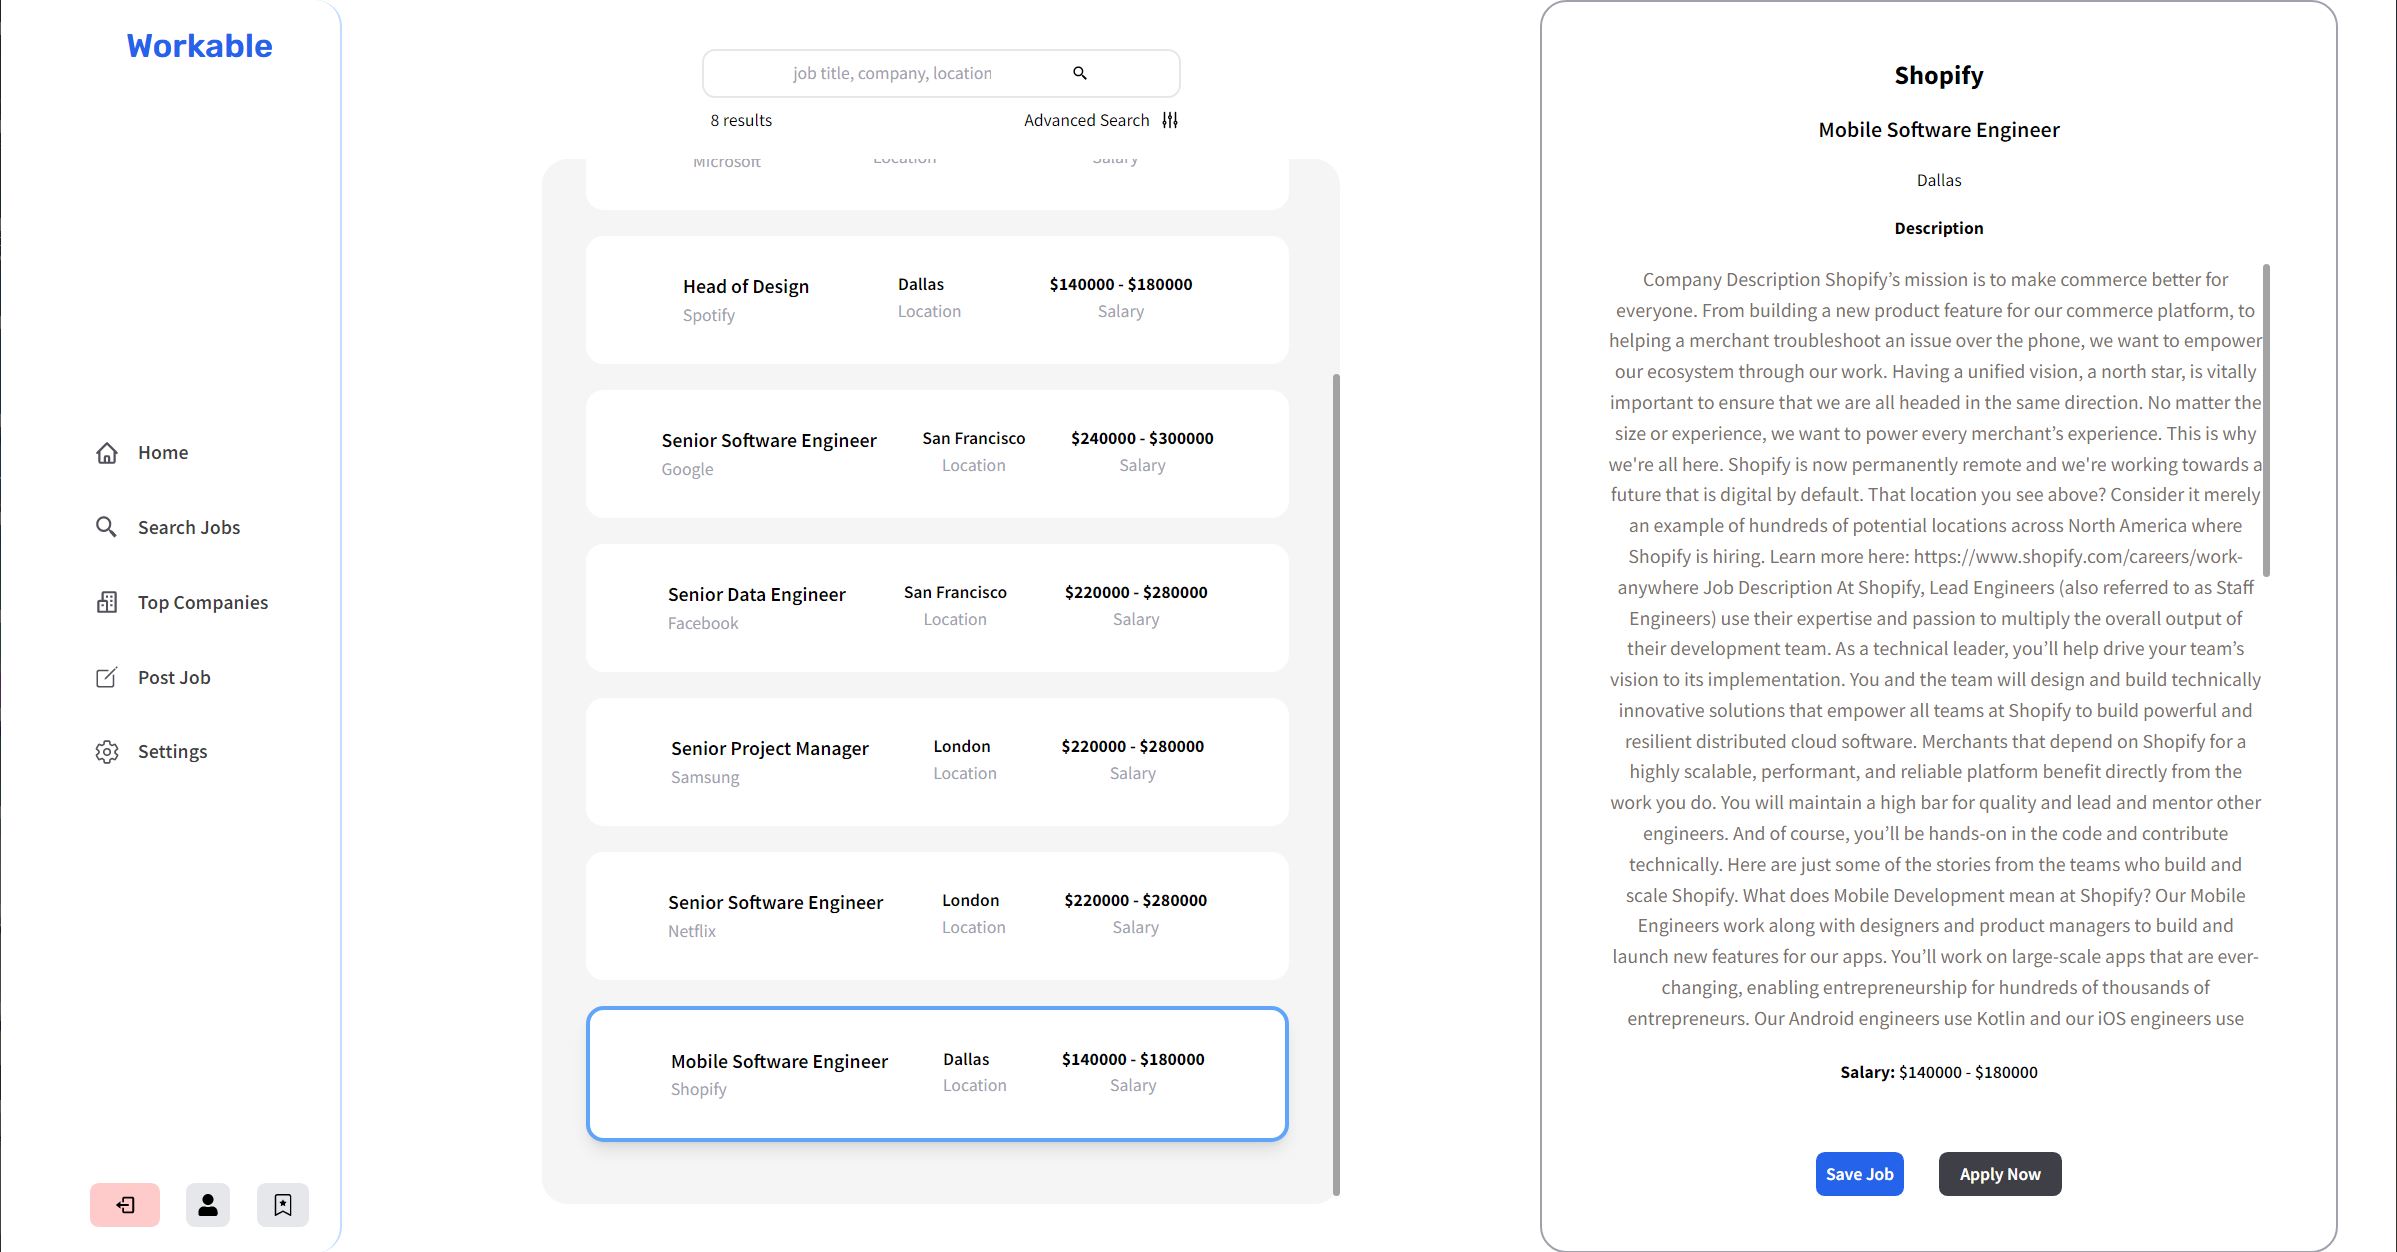 Workable
Home
Search Jobs
Top Companies
Post Job
Settings
job title, company, location
8 results
Advanced Search
Microsoft Location Salary
Head of Design Dallas $140000 - $180000
Spotify Location Salary
Senior Software Engineer San Francisco $240000 - $300000
Google Location Salary
Senior Data Engineer San Francisco $220000 - $280000
Facebook Location Salary
Senior Project Manager London $220000 - $280000
Samsung Location Salary
Senior Software Engineer London $220000 - $280000
Netflix Location Salary
Mobile Software Engineer Dallas $140000 - $180000
Shopify Location Salary
Shopify
Mobile Software Engineer
Dallas
Description
Company Description Shopify’s mission is to make commerce better for
everyone. From building a new product feature for our commerce platform, to
helping a merchant troubleshoot an issue over the phone, we want to empower
our ecosystem through our work. Having a unified vision, a north star, is vitally
important to ensure that we are all headed in the same direction. No matter the
size or experience, we want to power every merchant’s experience. This is why
we're all here. Shopify is now permanently remote and we're working towards a
future that is digital by default. That location you see above? Consider it merely
an example of hundreds of potential locations across North America where
Shopify is hiring. Learn more here: https://www.shopify.com/careers/work-
anywhere Job Description At Shopify, Lead Engineers (also referred to as Staff
Engineers) use their expertise and passion to multiply the overall output of
their development team. As a technical leader, you’ll help drive your team’s
vision to its implementation. You and the team will design and build technically
innovative solutions that empower all teams at Shopify to build powerful and
resilient distributed cloud software. Merchants that depend on Shopify for a
highly scalable, performant, and reliable platform benefit directly from the
work you do. You will maintain a high bar for quality and lead and mentor other
engineers. And of course, you’ll be hands-on in the code and contribute
technically. Here are just some of the stories from the teams who build and
scale Shopify. What does Mobile Development mean at Shopify? Our Mobile
Engineers work along with designers and product managers to build and
launch new features for our apps. You’ll work on large-scale apps that are ever-
changing, enabling entrepreneurship for hundreds of thousands of
entrepreneurs. Our Android engineers use Kotlin and our iOS engineers use
Salary: $140000 - $180000
Save Job
Apply Now